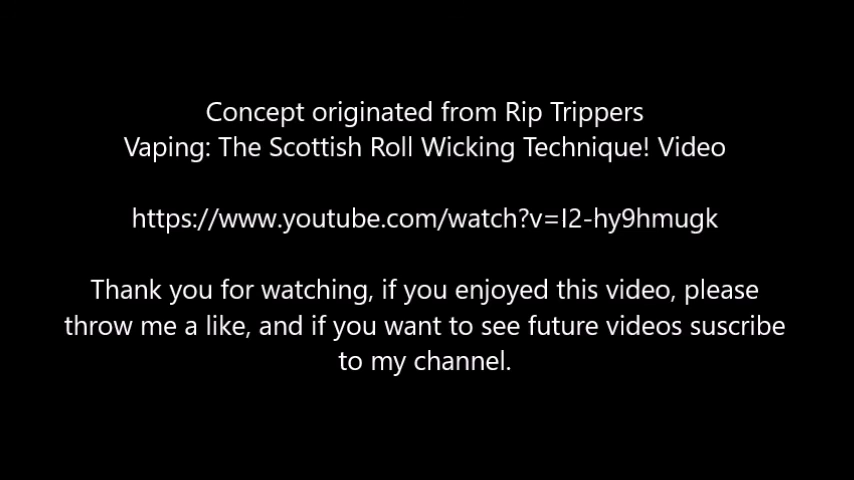 Concept originated from Rip Trippers
Vaping: The Scottish Roll Wicking Technique! Video
https://www.youtube.com/watch?v=I2-hy9hmugk
Thank you for watching, if you enjoyed this video, please
throw me a like, and if you want to see future videos suscribe
to my channel.